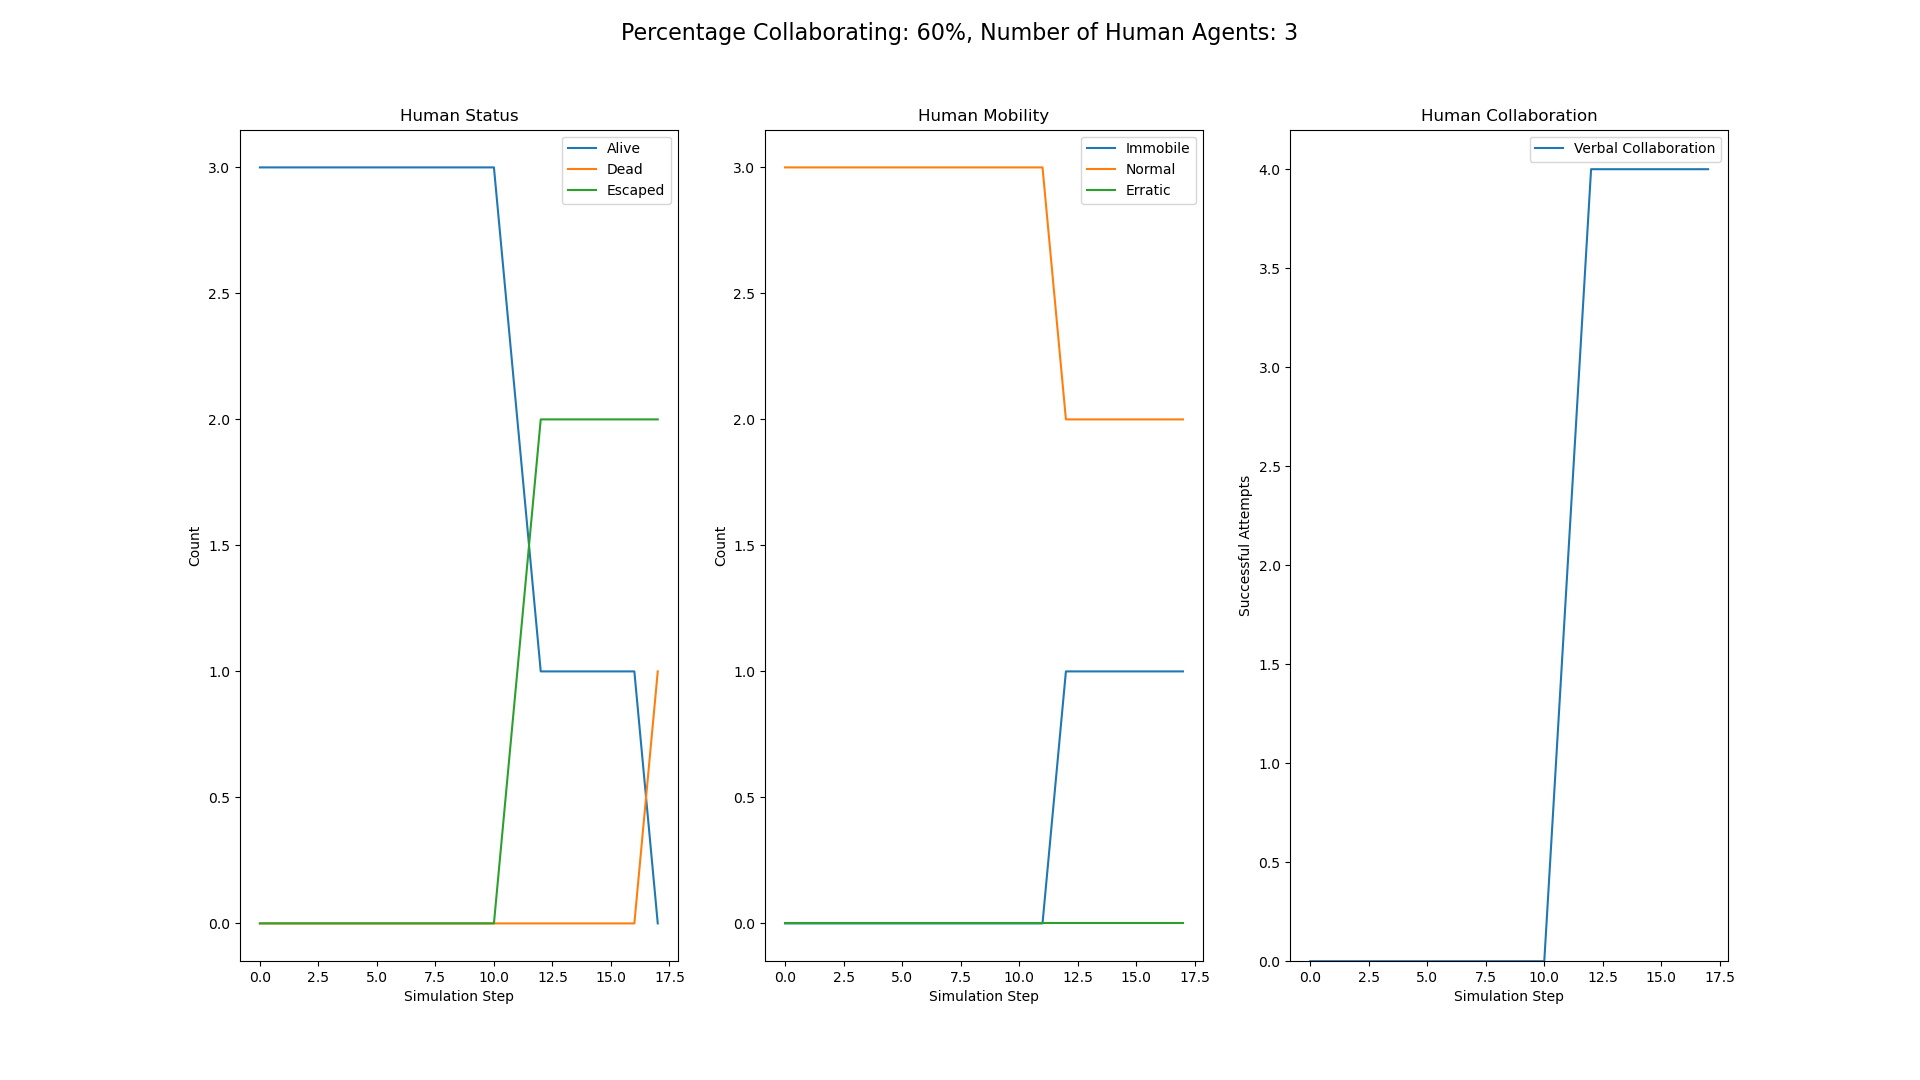 Percentage Collaborating: 60%, Number of Human Agents: 3
Human Status
Alive
Dead
Escaped
3.0
2.5
2.0
1.5
1.0
0.5
0.0
Count
0.0 2.5 5.0 7.5 10.0 12.5 15.0 17.5
Simulation Step
Human Mobility
Immobile
Normal
Erratic
3.0
2.5
2.0
1.5
1.0
0.5
0.0
Count
0.0 2.5 5.0 7.5 10.0 12.5 15.0 17.5
Simulation Step
Human Collaboration
Verbal Collaboration
4.0
3.5
3.0
2.5
2.0
1.5
1.0
0.5
0.0
Successful Attempts
0.0 2.5 5.0 7.5 10.0 12.5 15.0 17.5
Simulation Step